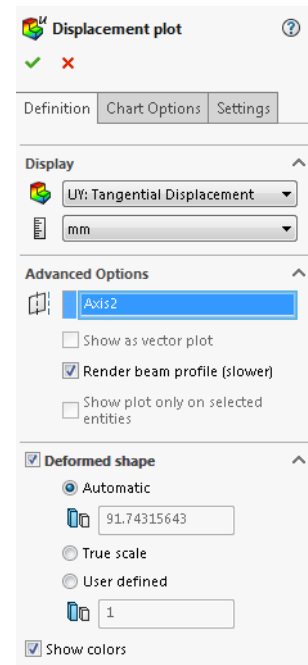 Displacement plot
Definition
Chart Options
Settings
Display
UY: Tangential Displacement
mm
Advanced Options
Axis2
Show as vector plot
Render beam profile (slower)
Show plot only on selected
entities
Deformed shape
Automatic
91.74315643
True scale
User defined
1
Show colors